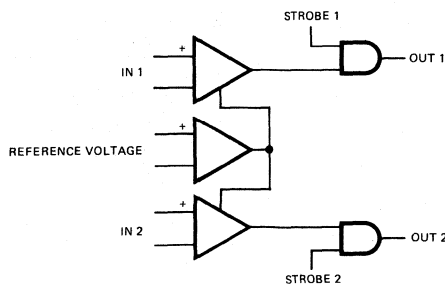 STROBE 1
+
OUT 1
IN 1
+
REFERENCE VOLTAGE
+
IN 2
OUT 2
STROBE 2